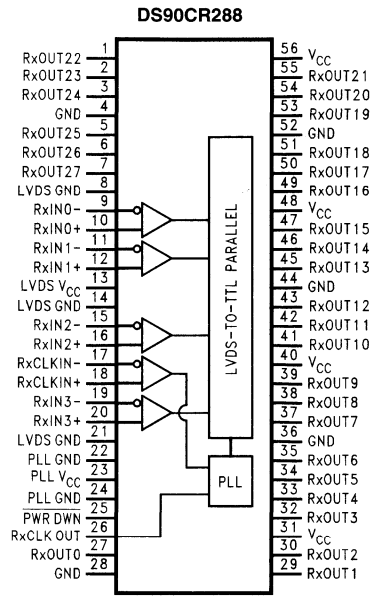 DS90CR288
RxOUT22 1
RxOUT23 2
RxOUT24 3
GND 4
RxOUT25 5
RxOUT26 6
RxOUT27 7
LVDS GND 8
RxIN0- 9
RxIN0+ 10
RxIN1- 11
RxIN1+ 12
LVDS VCC 13
LVDS GND 14
RxIN2- 15
RxIN2+ 16
RxCLKIN- 17
RxCLKIN+ 18
RxIN3- 19
RxIN3+ 20
LVDS GND 21
PLL GND 22
PLL VCC 23
PLL GND 24
PWR DWN 25
RxCLK OUT 26
RxOUT0 27
GND 28
LVDS-TO-TTL PARALLEL
PLL
56 VCC
55 RxOUT21
54 RxOUT20
53 RxOUT19
52 GND
51 RxOUT18
50 RxOUT17
49 RxOUT16
48 VCC
47 RxOUT15
46 RxOUT14
45 RxOUT13
44 GND
43 RxOUT12
42 RxOUT11
41 RxOUT10
40 VCC
39 RxOUT9
38 RxOUT8
37 RxOUT7
36 GND
35 RxOUT6
34 RxOUT5
33 RxOUT4
32 RxOUT3
31 VCC
30 RxOUT2
29 RxOUT1